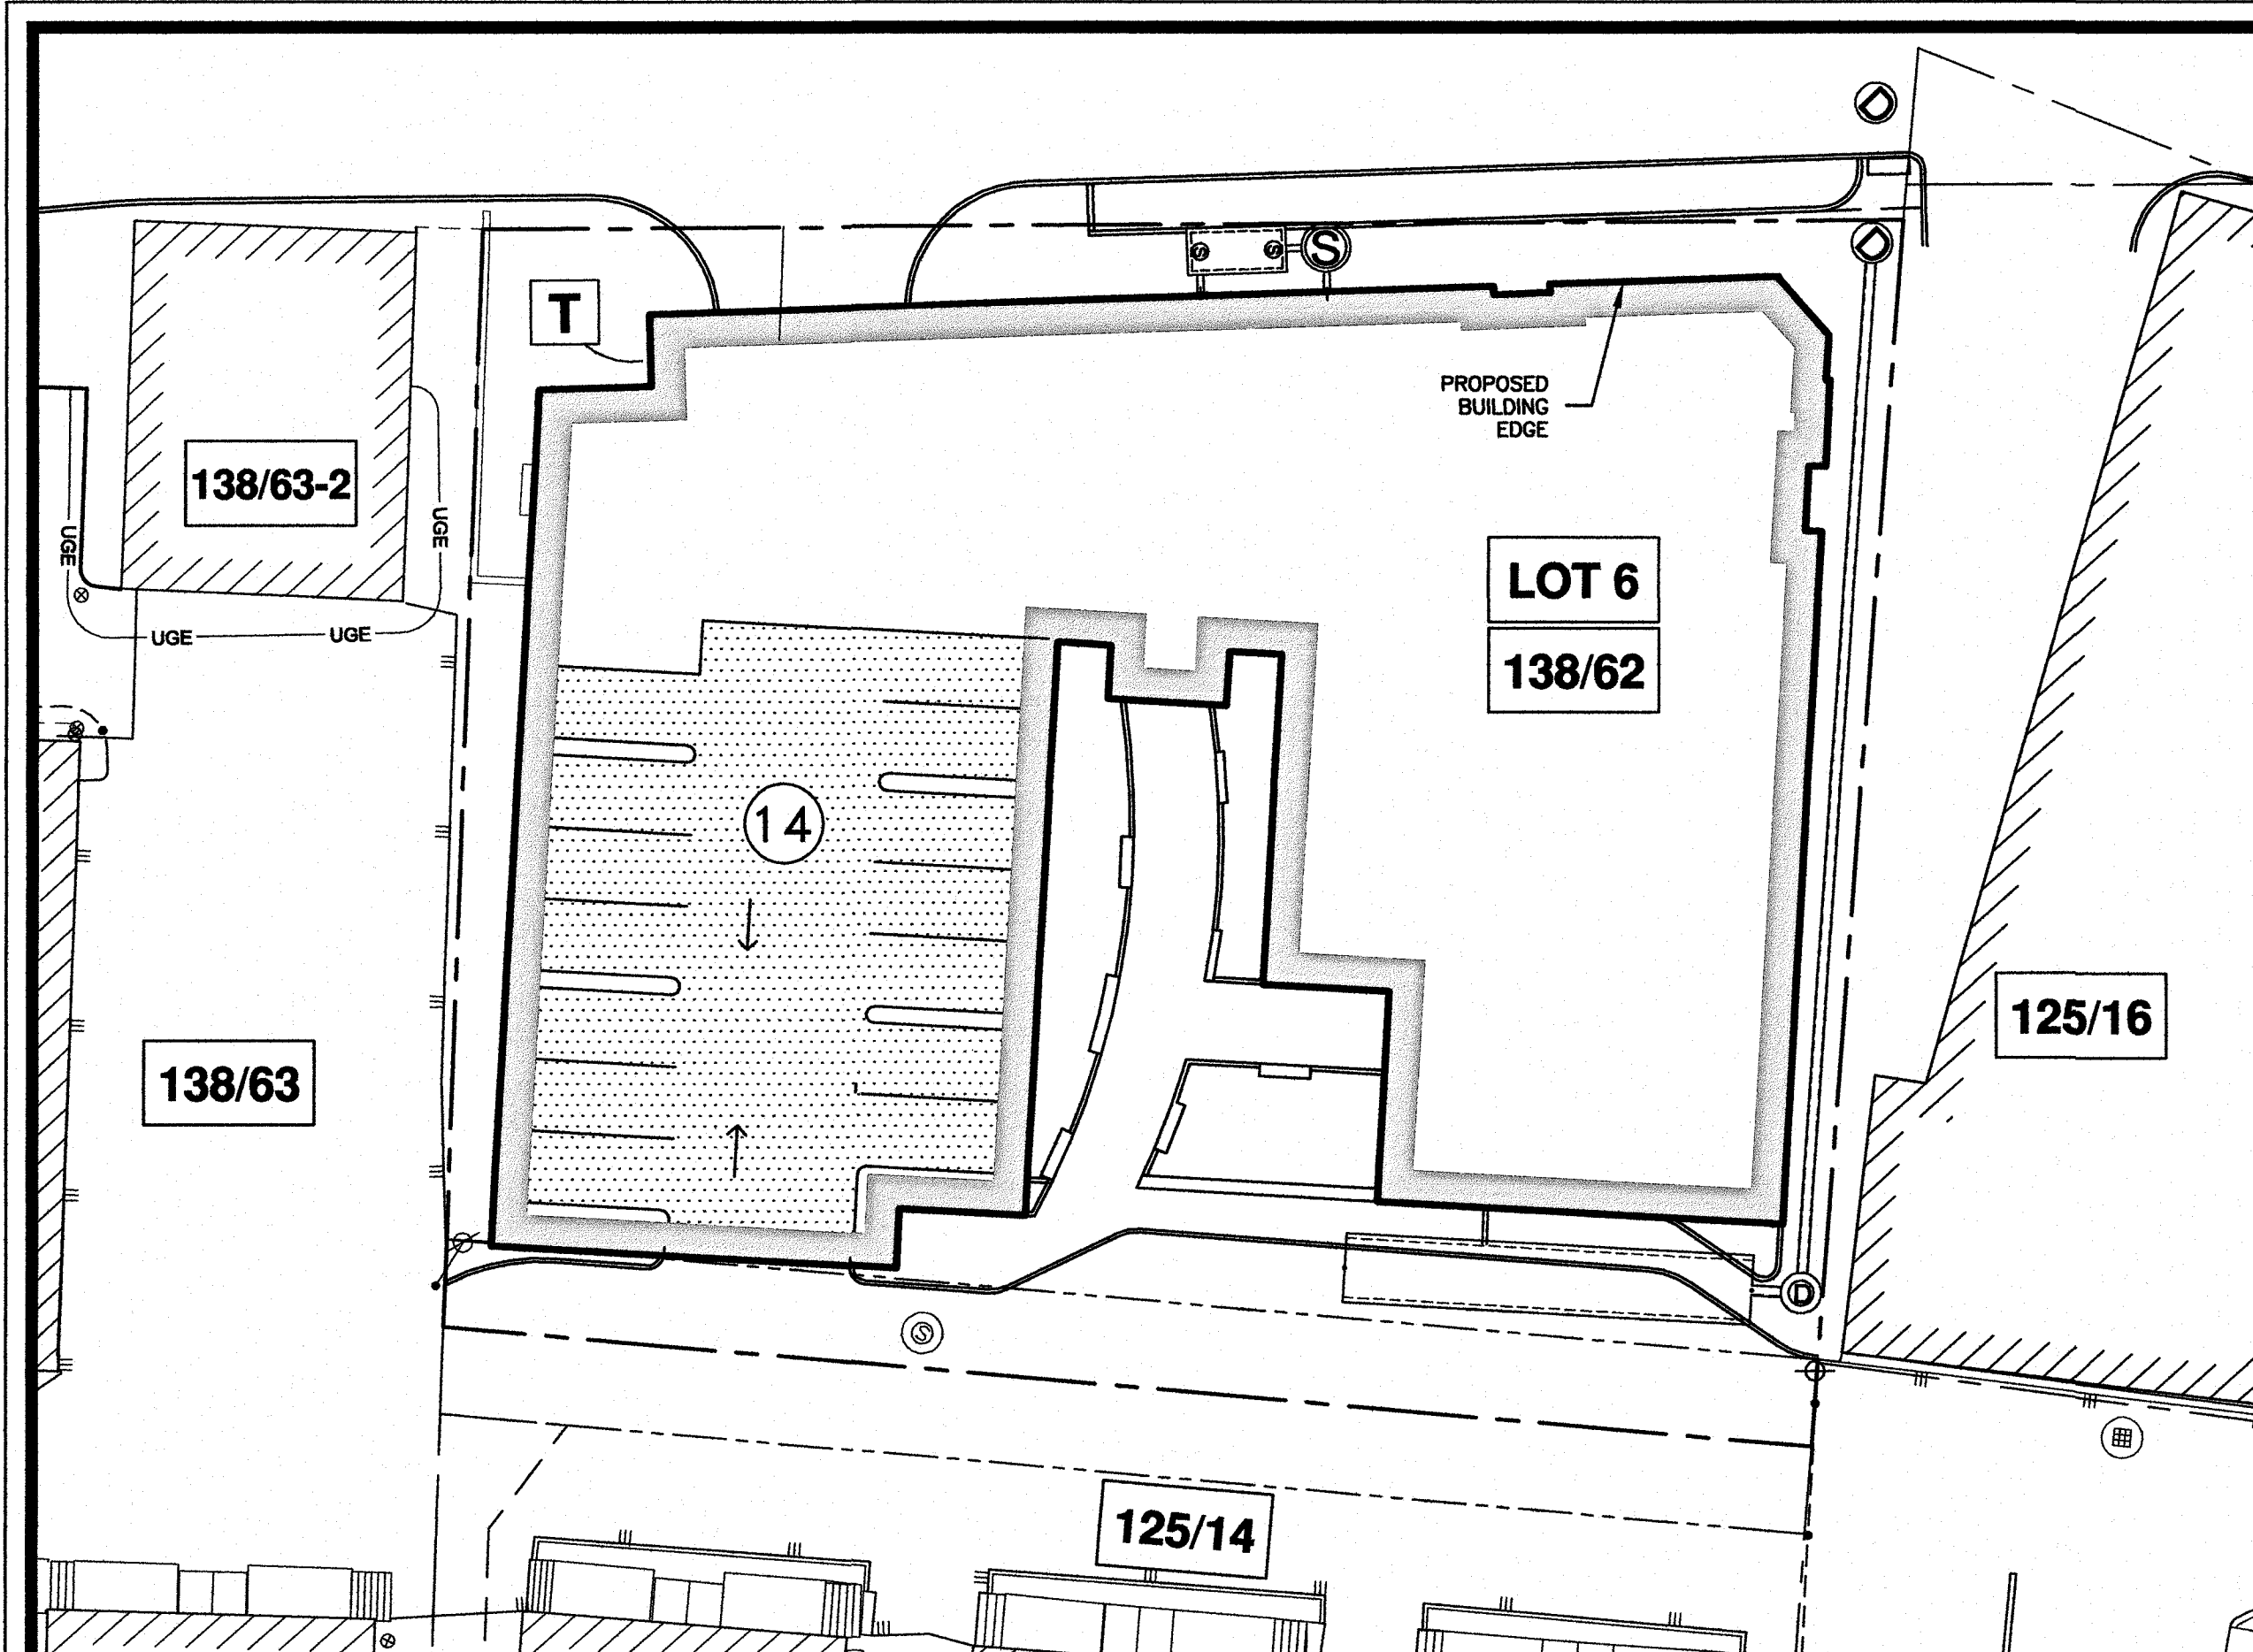 D
D
S
S
S
T
PROPOSED
BUILDING
EDGE
138/63-2
UGE
UGE
LOT 6
138/62
UGE
UGE
14
125/16
138/63
D
S
125/14